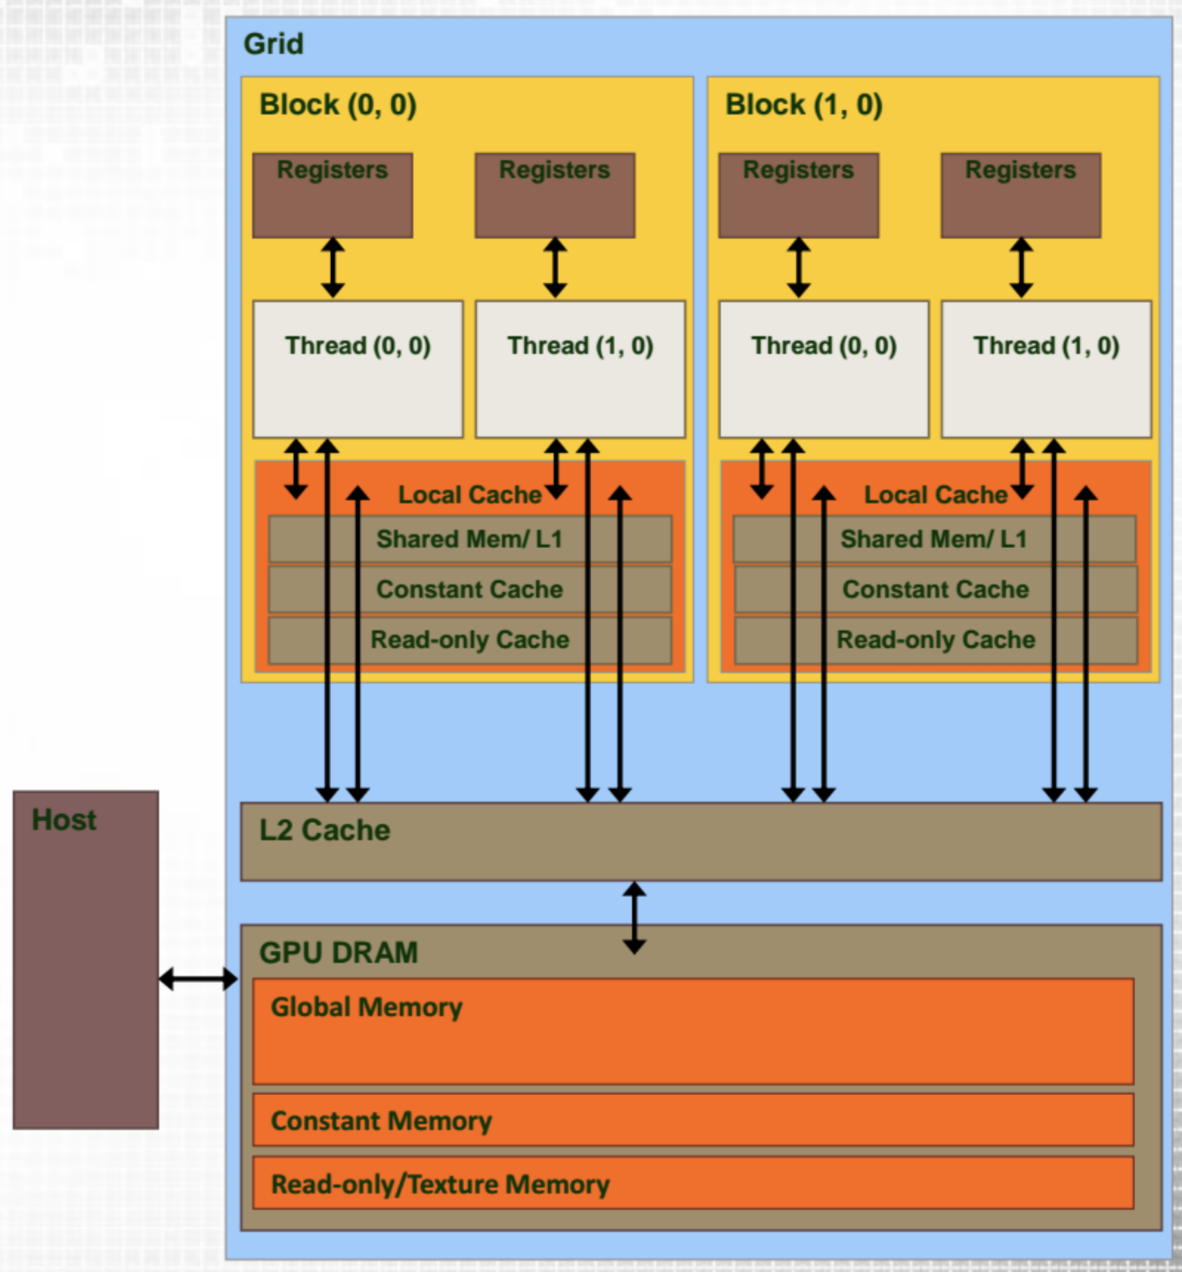 Grid
Block (0, 0)
Block (1, 0)
Registers
Registers
Registers
Registers
Thread (0, 0)
Thread (1, 0)
Thread (0, 0)
Thread (1, 0)
Local Cache
Local Cache
Shared Mem/ L1
Shared Mem/ L1
Constant Cache
Constant Cache
Read-only Cache
Read-only Cache
Host
L2 Cache
GPU DRAM
Global Memory
Constant Memory
Read-only/Texture Memory